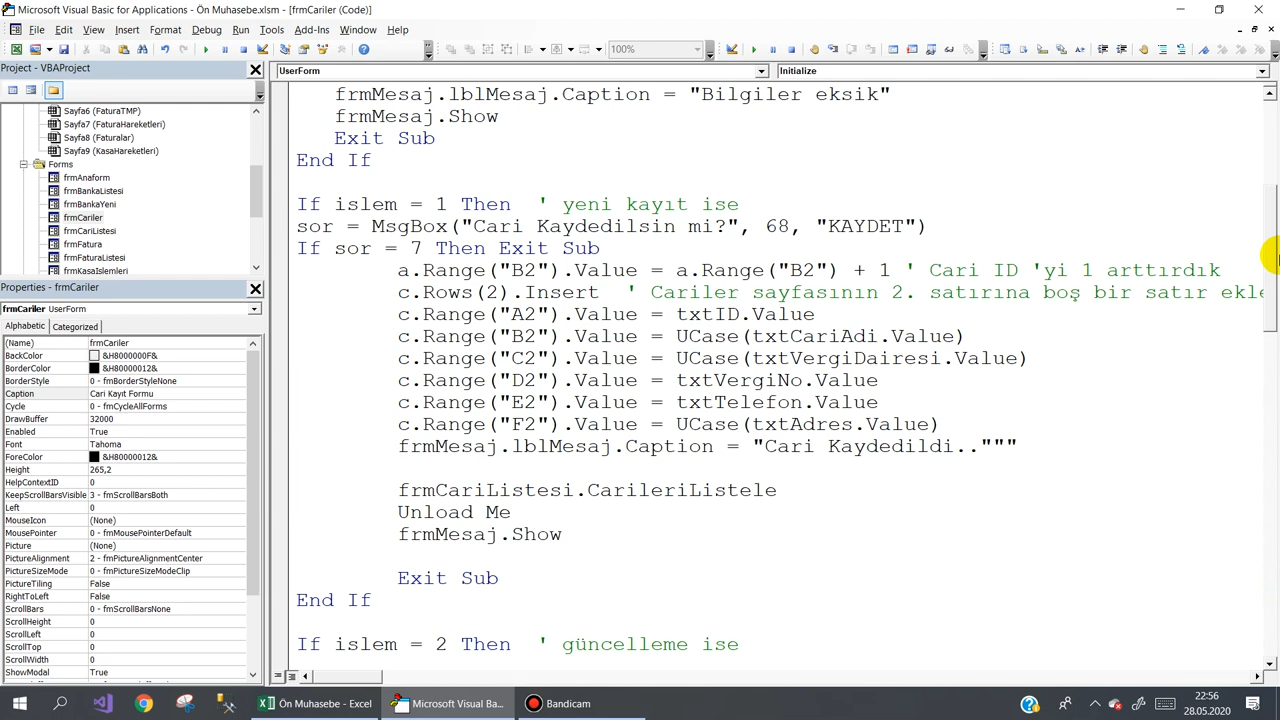 Microsoft Visual Basic for Applications - Ön Muhasebe.xlsm - [frmCariler (Code)]
File Edit View Insert Format Debug Run Tools Add-Ins Window Help
100%
Project - VBAProject
UserForm
Initialize
Sayfa6 (FaturaTMP)
Sayfa7 (FaturaHareketleri)
Sayfa8 (Faturalar)
Sayfa9 (KasaHareketleri)
Forms
frmAnaform
frmBankaListesi
frmBankaYeni
frmCariler
frmCariListesi
frmFatura
frmFaturaListesi
frmKasaIslemleri
Properties - frmCariler
frmCariler UserForm
Alphabetic Categorized
(Name) frmCariler
BackColor &H8000000F&
BorderColor &H80000012&
BorderStyle 0 - fmBorderStyleNone
Caption Cari Kayıt Formu
Cycle 0 - fmCycleAllForms
DrawBuffer 32000
Enabled True
Font Tahoma
ForeColor &H80000012&
Height 265,2
HelpContextID 0
KeepScrollBarsVisible 3 - fmScrollBarsBoth
Left 0
MouseIcon (None)
MousePointer 0 - fmMousePointerDefault
Picture (None)
PictureAlignment 2 - fmPictureAlignmentCenter
PictureSizeMode 0 - fmPictureSizeModeClip
PictureTiling False
RightToLeft False
ScrollBars 0 - fmScrollBarsNone
ScrollHeight 0
ScrollLeft 0
ScrollTop 0
ScrollWidth 0
ShowModal True
frmMesaj.lblMesaj.Caption = "Bilgiler eksik"
frmMesaj.Show
Exit Sub
End If
If islem = 1 Then ' yeni kayıt ise
sor = MsgBox("Cari Kaydedilsin mi?", 68, "KAYDET")
If sor = 7 Then Exit Sub
a.Range("B2").Value = a.Range("B2") + 1 ' Cari ID 'yi 1 arttırdık
c.Rows(2).Insert ' Cariler sayfasının 2. satırına boş bir satır ekle
c.Range("A2").Value = txtID.Value
c.Range("B2").Value = UCase(txtCariAdi.Value)
c.Range("C2").Value = UCase(txtVergiDairesi.Value)
c.Range("D2").Value = txtVergiNo.Value
c.Range("E2").Value = txtTelefon.Value
c.Range("F2").Value = UCase(txtAdres.Value)
frmMesaj.lblMesaj.Caption = "Cari Kaydedildi.."""
frmCariListesi.CarileriListele
Unload Me
frmMesaj.Show
Exit Sub
End If
If islem = 2 Then ' güncelleme ise
Ön Muhasebe - Excel
Microsoft Visual Ba...
Bandicam
22:56
28.05.2020